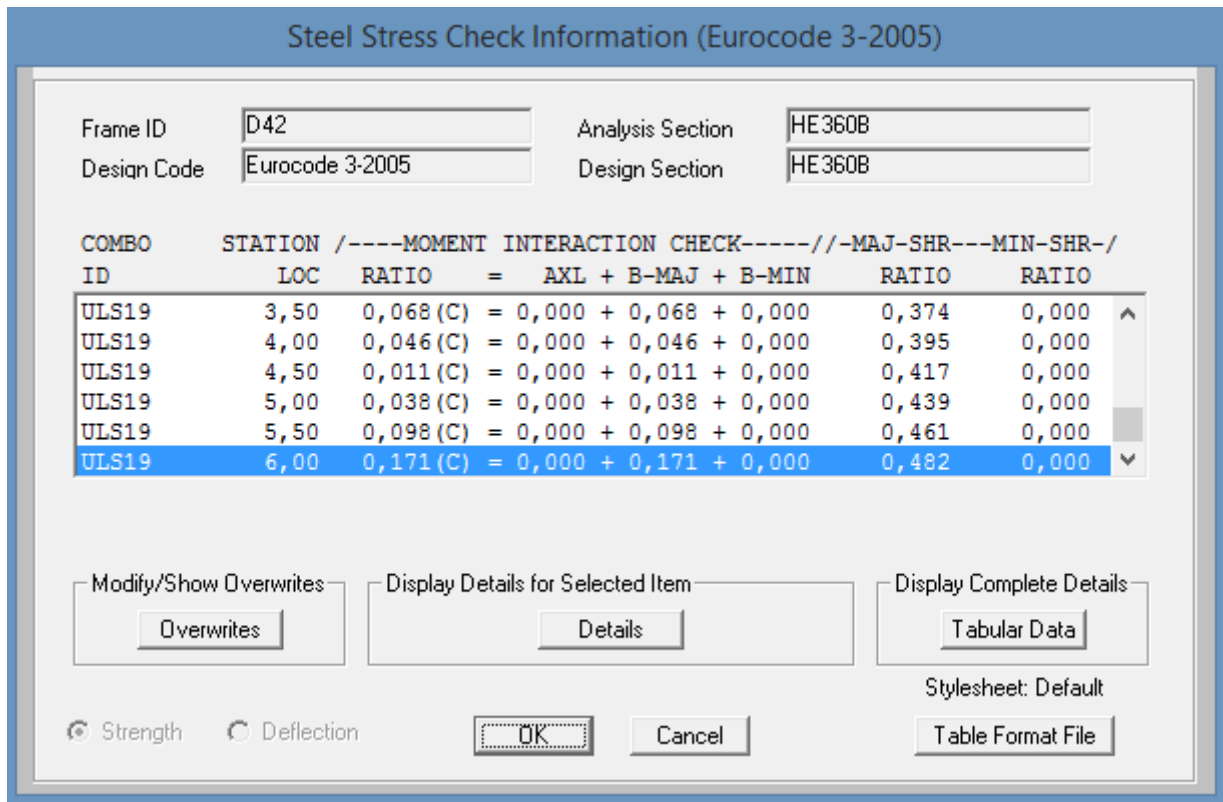 Steel Stress Check Information (Eurocode 3-2005)
Frame ID D42 Analysis Section HE360B
Design Code Eurocode 3-2005 Design Section HE360B
COMBO STATION /----MOMENT INTERACTION CHECK-----//-MAJ-SHR---MIN-SHR-/
ID LOC RATIO = AXL + B-MAJ + B-MIN RATIO RATIO
ULS19 3,50 0,068(C) = 0,000 + 0,068 + 0,000 0,374 0,000
ULS19 4,00 0,046(C) = 0,000 + 0,046 + 0,000 0,395 0,000
ULS19 4,50 0,011(C) = 0,000 + 0,011 + 0,000 0,417 0,000
ULS19 5,00 0,038(C) = 0,000 + 0,038 + 0,000 0,439 0,000
ULS19 5,50 0,098(C) = 0,000 + 0,098 + 0,000 0,461 0,000
ULS19 6,00 0,171(C) = 0,000 + 0,171 + 0,000 0,482 0,000
Modify/Show Overwrites Display Details for Selected Item Display Complete Details
Overwrites Details Tabular Data
Stylesheet: Default
Strength Deflection OK Cancel Table Format File